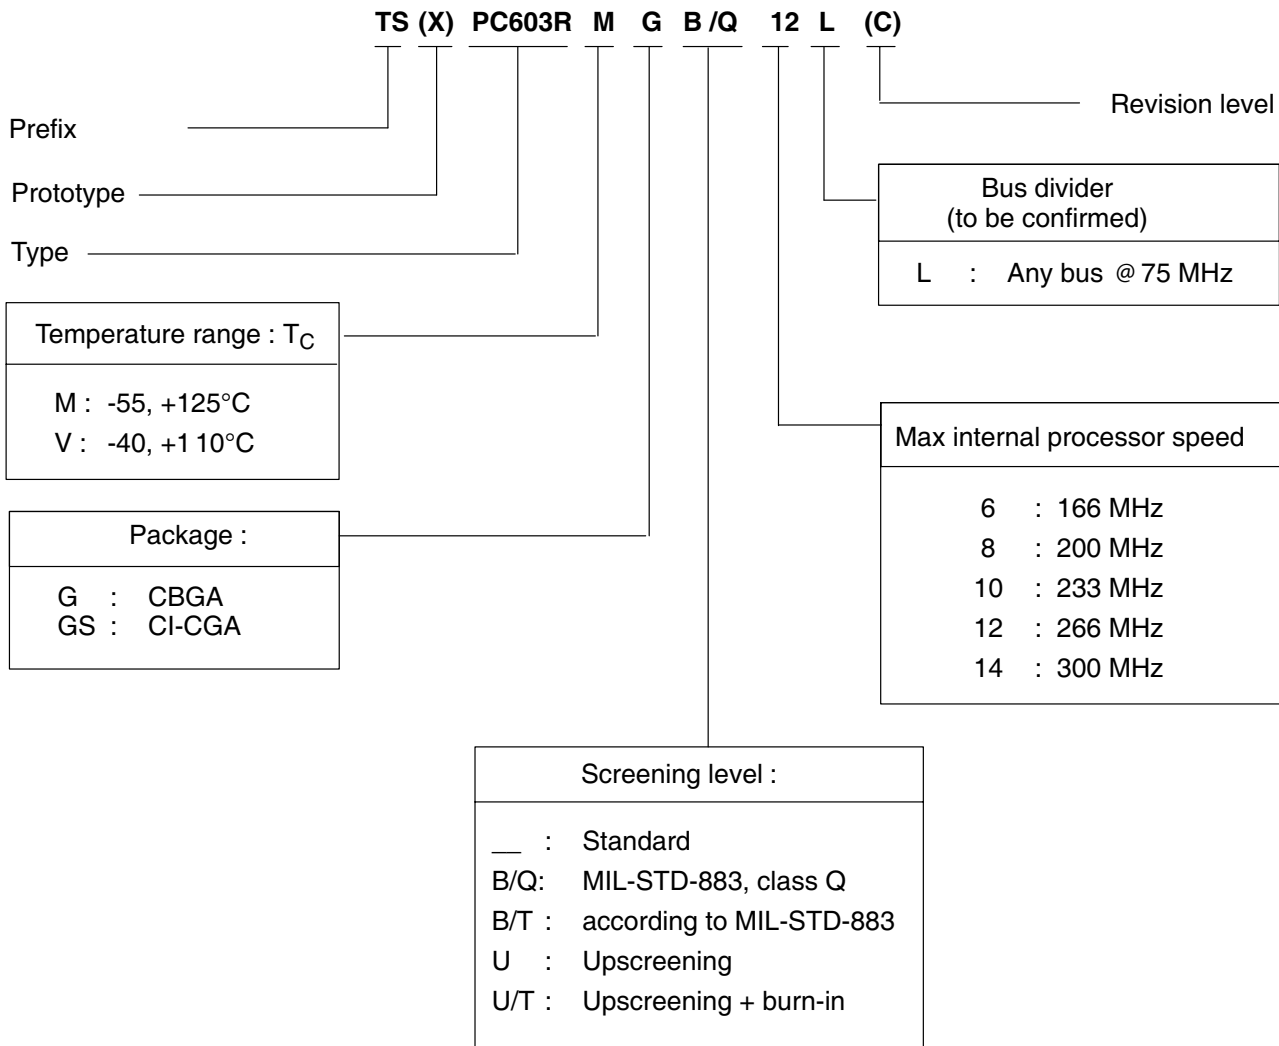 TS (X) PC603R M G B /Q 12 L (C)
Revision level
Prefix
Prototype
Type
Bus divider
(to be confirmed)
L : Any bus @ 75 MHz
Temperature range : TC
M : -55, +125°C
V : -40, +110°C
Max internal processor speed
6 : 166 MHz
8 : 200 MHz
10 : 233 MHz
12 : 266 MHz
14 : 300 MHz
Package :
G : CBGA
GS : CI-CGA
Screening level :
__ : Standard
B/Q: MIL-STD-883, class Q
B/T : according to MIL-STD-883
U : Upscreening
U/T : Upscreening + burn-in